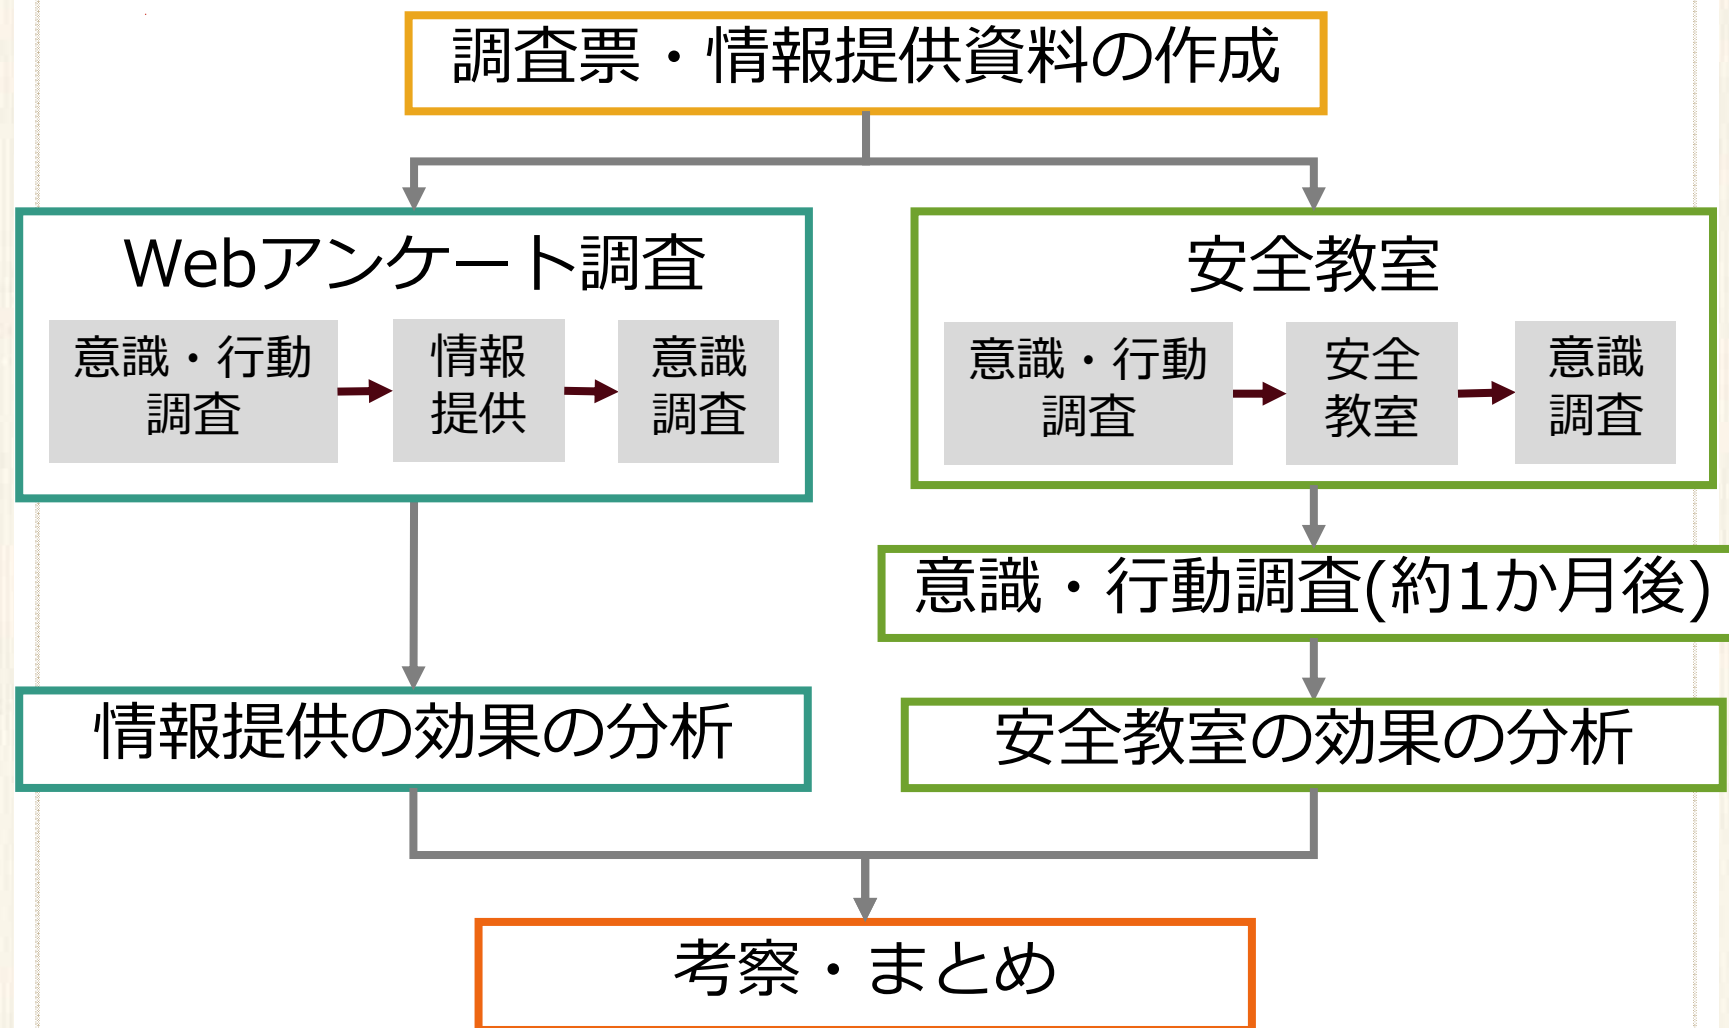 調査票・情報提供資料の作成
Webアンケート調査
意識・行動
調査
情報
提供
意識
調査
安全教室
意識・行動
調査
安全
教室
意識
調査
意識・行動調査(約1か月後)
情報提供の効果の分析
安全教室の効果の分析
考察・まとめ